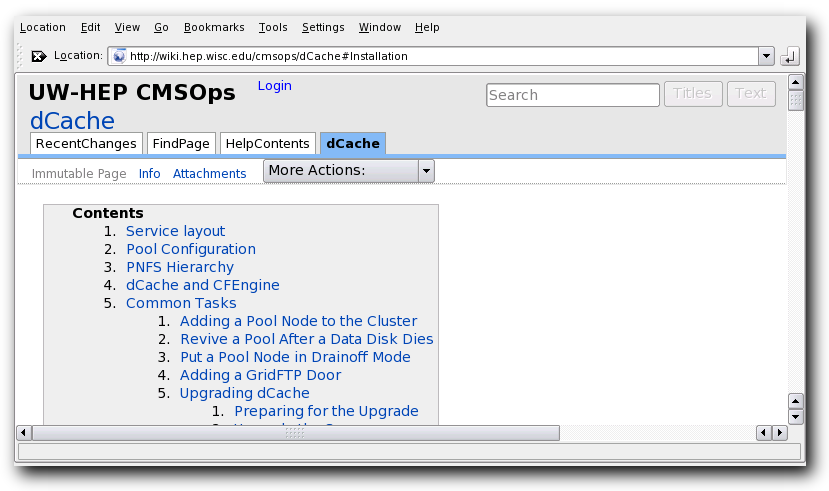 Location Edit View Go Bookmarks Tools Settings Window Help
Location: http://wiki.hep.wisc.edu/cmsops/dCache#Installation
UW-HEP CMSOps Login Search Titles Text
dCache
RecentChanges FindPage HelpContents dCache
Immutable Page Info Attachments More Actions:
Contents
1. Service layout
2. Pool Configuration
3. PNFS Hierarchy
4. dCache and CFEngine
5. Common Tasks
1. Adding a Pool Node to the Cluster
2. Revive a Pool After a Data Disk Dies
3. Put a Pool Node in Drainoff Mode
4. Adding a GridFTP Door
5. Upgrading dCache
1. Preparing for the Upgrade